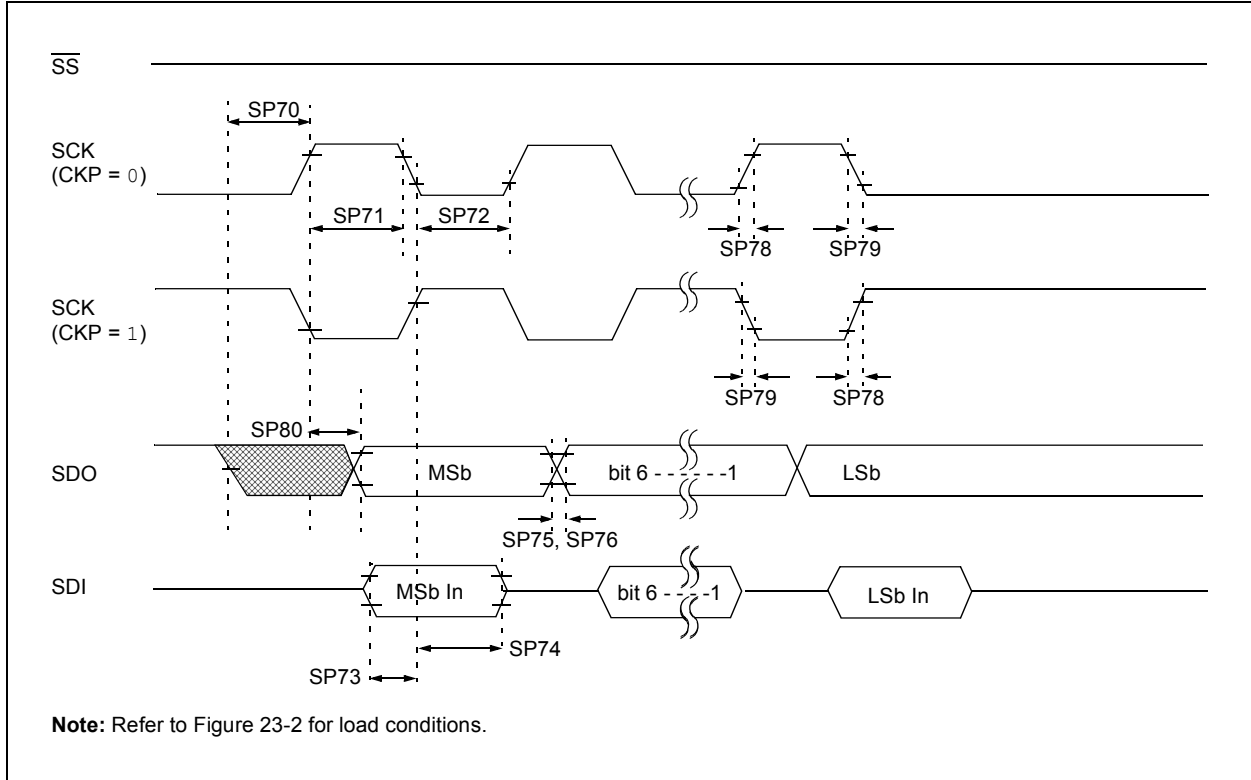 SS
SP70
SCK
(CKP = 0)
SP71
SP72
SP78
SP79
SCK
(CKP = 1)
SP79
SP78
SP80
SDO
MSb
bit 6 - - - - - - -1
LSb
SP75, SP76
SDI
MSb In
bit 6 - - - - -1
LSb In
SP74
SP73
Note: Refer to Figure 23-2 for load conditions.